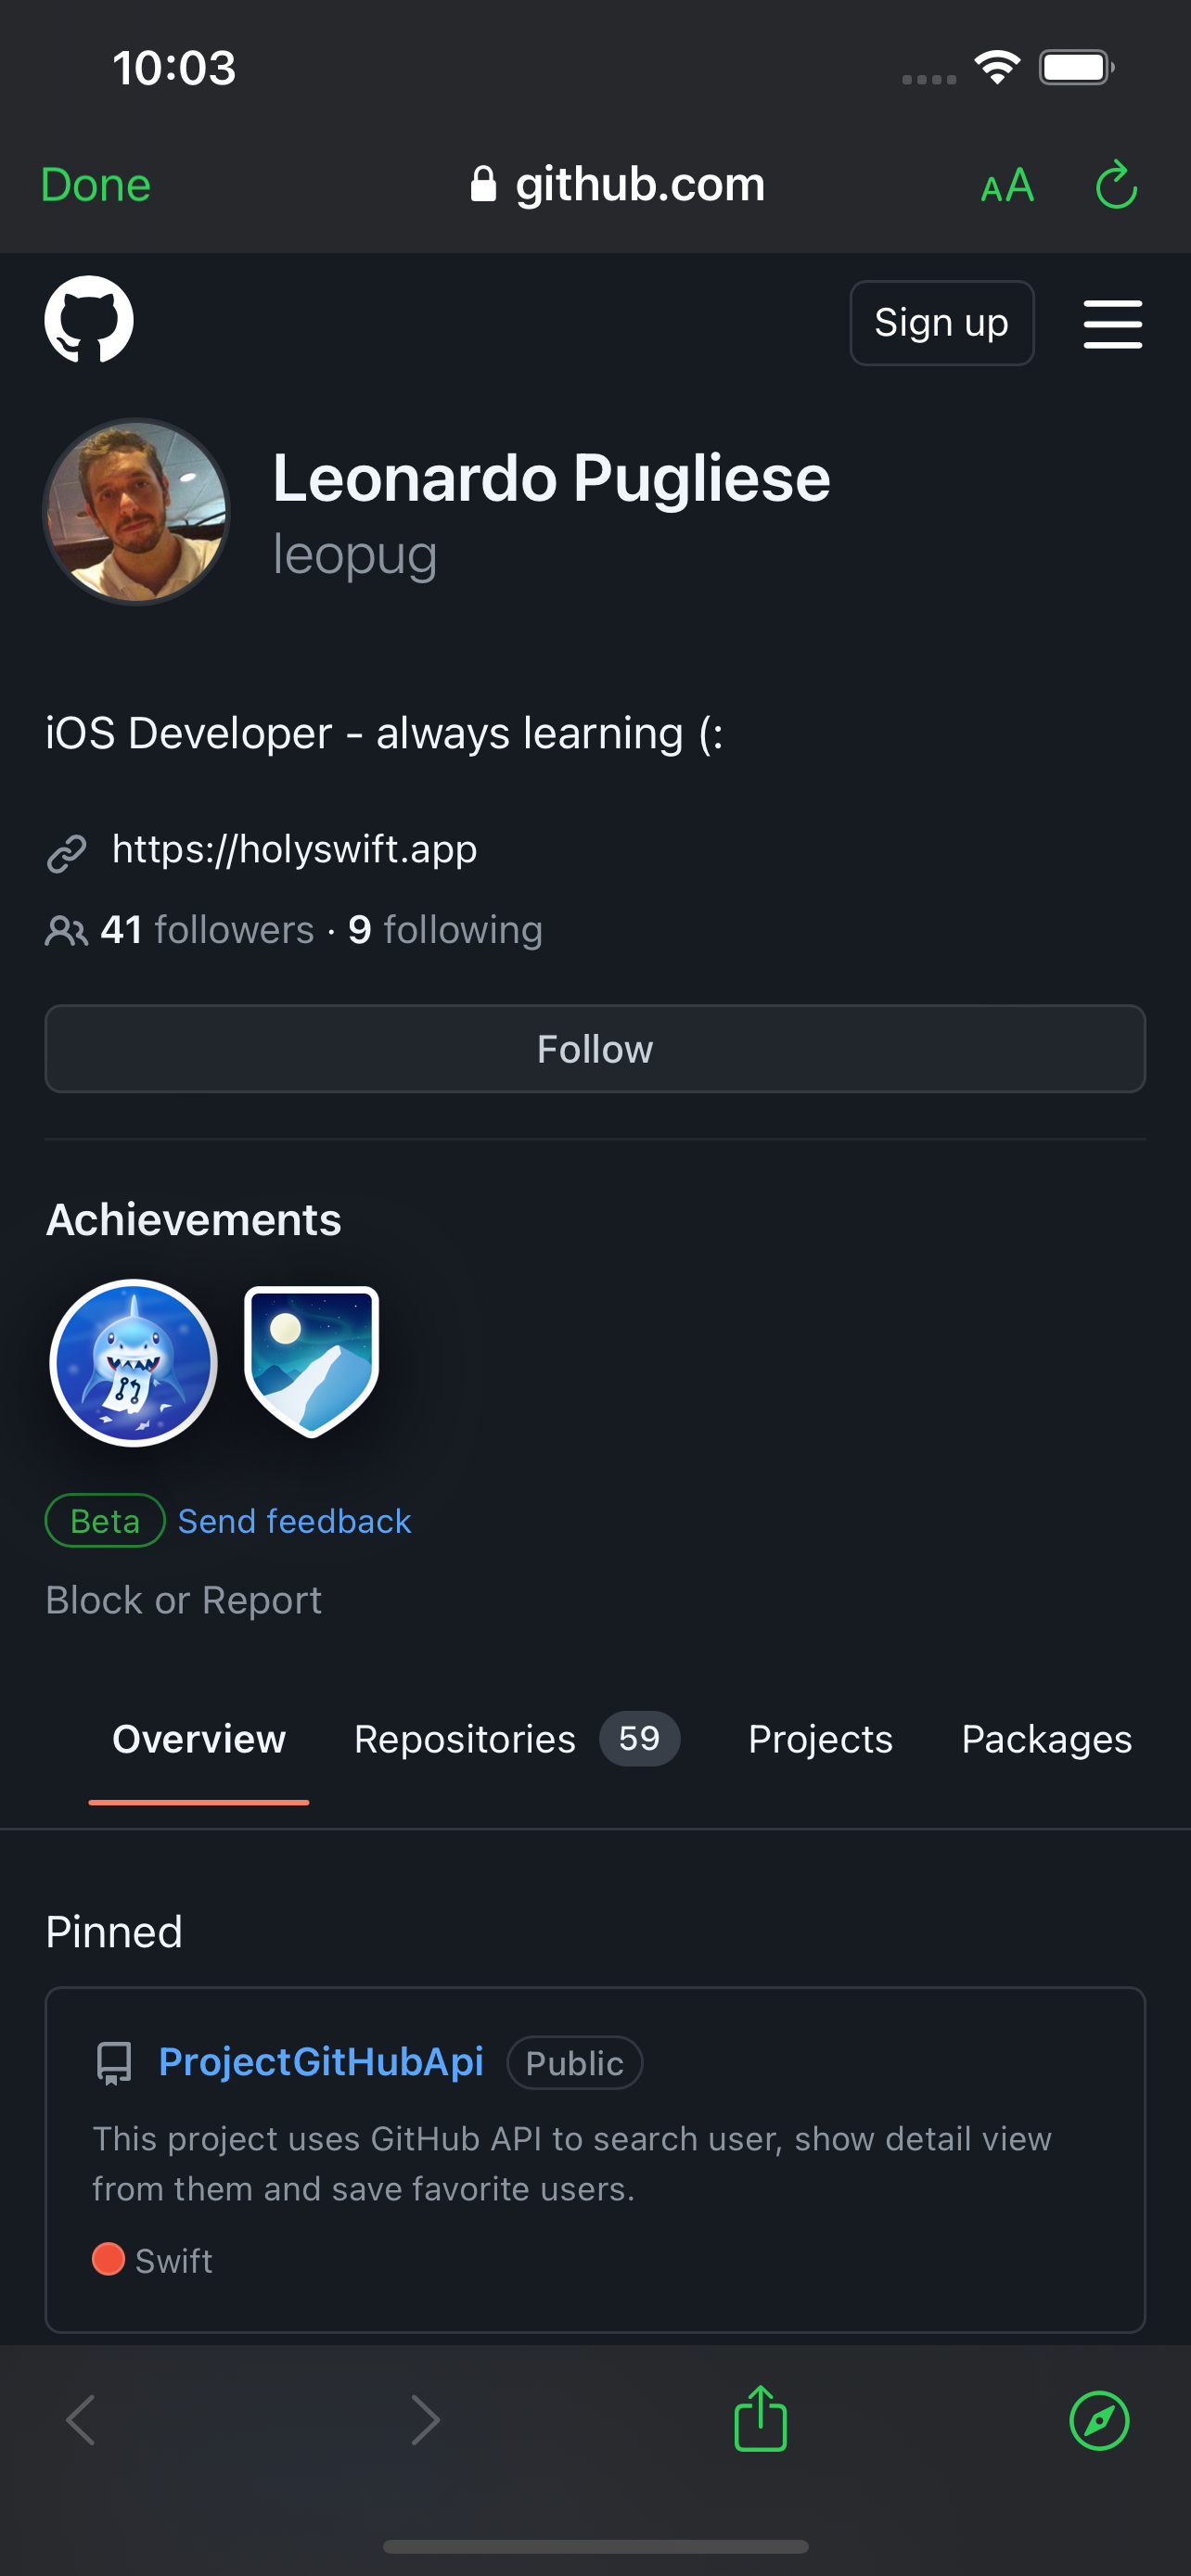 10:03
Done
github.com
AA
Sign up
Leonardo Pugliese
leopug
iOS Developer - always learning (:
https://holyswift.app
41 followers · 9 following
Follow
Achievements
Beta Send feedback
Block or Report
Overview Repositories 59 Projects Packages
Pinned
ProjectGitHubApi Public
This project uses GitHub API to search user, show detail view
from them and save favorite users.
Swift